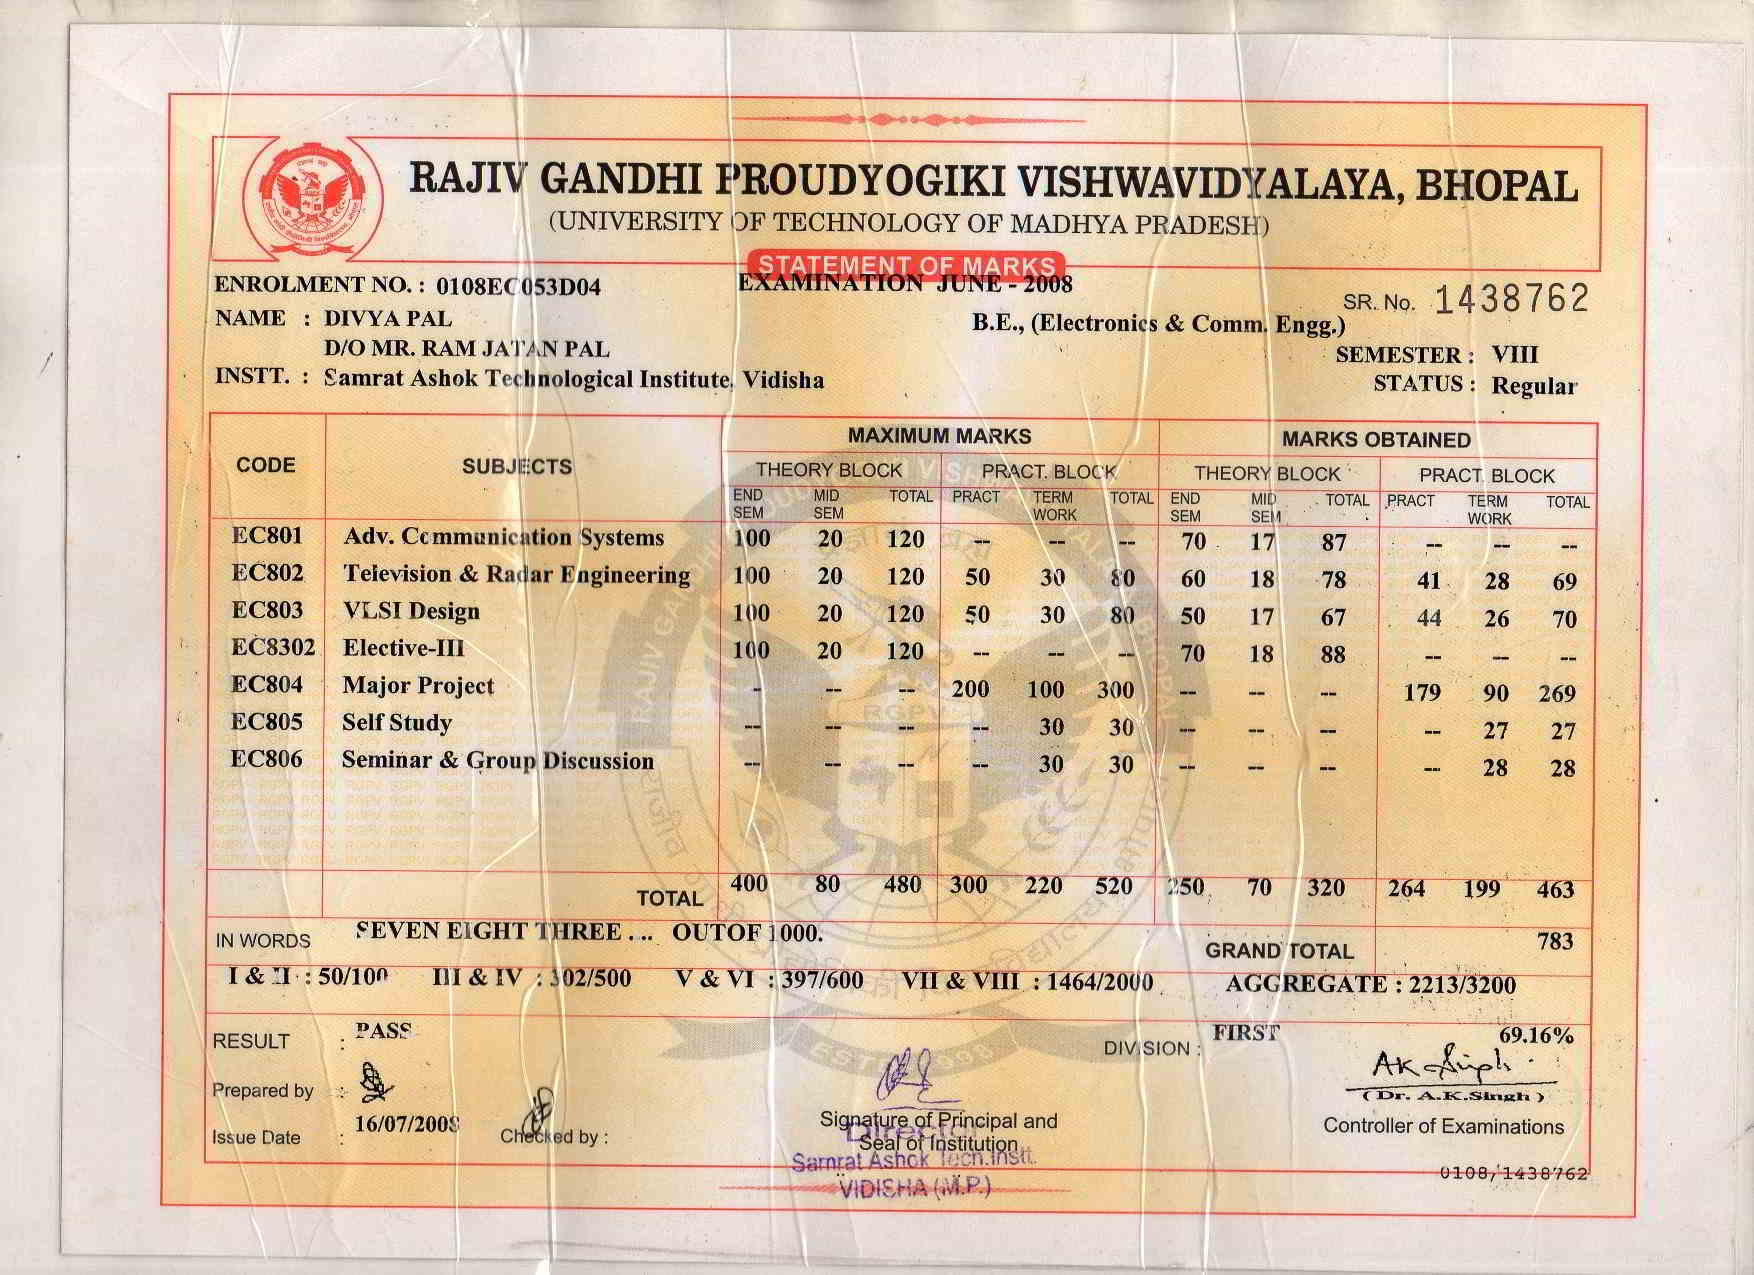 RAJIV GANDHI PROUDYOGIKI VISHWAVIDYALAYA, BHOPAL
(UNIVERSITY OF TECHNOLOGY OF MADHYA PRADESH)
STATEMENT OF MARKS
ENROLMENT NO. : 0108EC053D04 EXAMINATION JUNE - 2008 SR. No. 1438762
NAME : DIVYA PAL B.E., (Electronics & Comm. Engg.)
D/O MR. RAM JATAN PAL SEMESTER : VIII
INSTT. : Samrat Ashok Technological Institute, Vidisha STATUS : Regular
CODE SUBJECTS MAXIMUM MARKS MARKS OBTAINED
THEORY BLOCK PRACT. BLOCK THEORY BLOCK PRACT. BLOCK
END SEM MID SEM TOTAL PRACT TERM WORK TOTAL END SEM MID SEM TOTAL PRACT TERM WORK TOTAL
EC801 Adv. Communication Systems 100 20 120 -- -- -- 70 17 87 -- -- --
EC802 Television & Radar Engineering 100 20 120 50 30 80 60 18 78 41 28 69
EC803 VLSI Design 100 20 120 50 30 80 50 17 67 44 26 70
EC8302 Elective-III 100 20 120 -- -- -- 70 18 88 -- -- --
EC804 Major Project - -- -- 200 100 300 -- -- -- 179 90 269
EC805 Self Study -- -- -- -- 30 30 -- -- -- -- 27 27
EC806 Seminar & Group Discussion -- -- -- -- 30 30 -- -- -- -- 28 28
TOTAL 400 80 480 300 220 520 250 70 320 264 199 463
IN WORDS SEVEN EIGHT THREE ... OUTOF 1000. GRAND TOTAL 783
I & II : 50/100 III & IV : 302/500 V & VI : 397/600 VII & VIII : 1464/2000 AGGREGATE : 2213/3200
RESULT : PASS DIVISION : FIRST 69.16%
Prepared by :
AK Singh
(Dr. A.K.Singh)
Issue Date : 16/07/2008 Checked by : Signature of Principal and Controller of Examinations
Seal of Institution
Director
Samrat Ashok Tech.Instt.
VIDISHA (M.P.)
0108/1438762